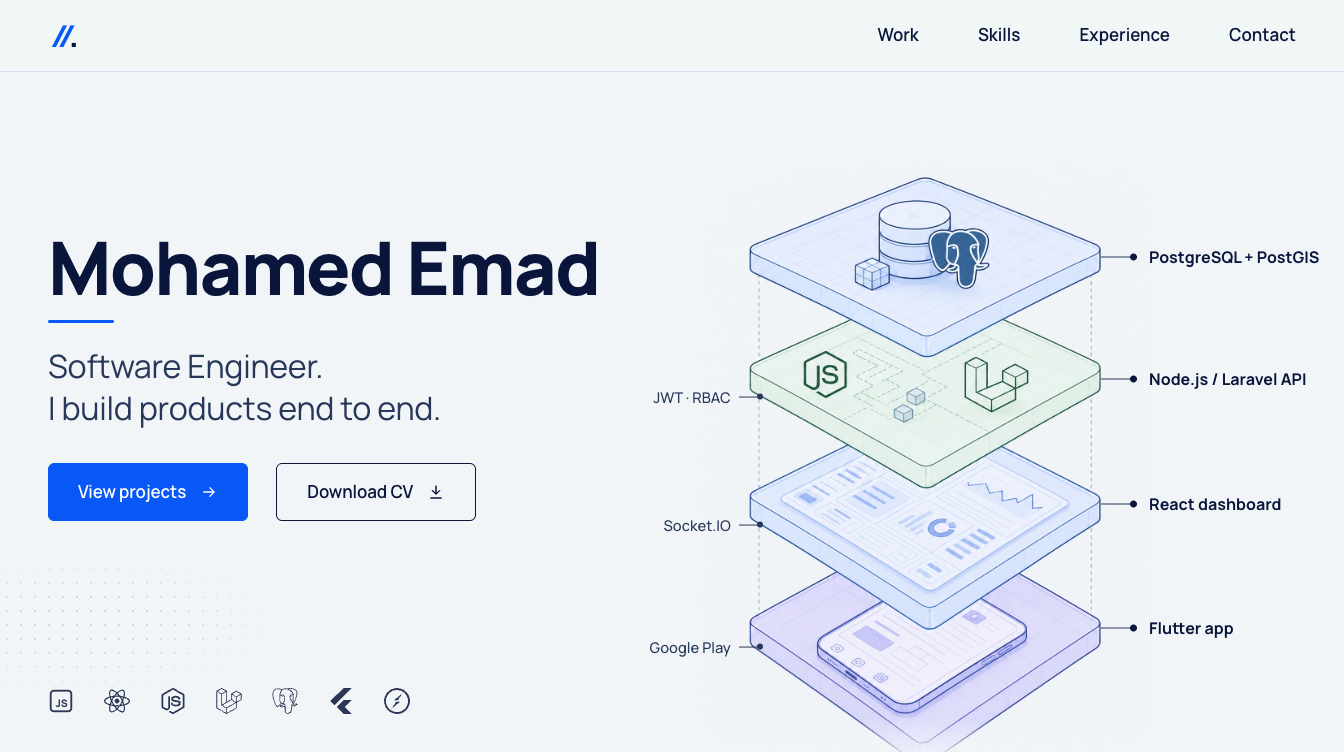 //.
Work
Skills
Experience
Contact
Mohamed Emad
Software Engineer.
I build products end to end.
View projects
Download CV
JS
JS
PostgreSQL + PostGIS
JS
Node.js / Laravel API
JWT · RBAC
React dashboard
Socket.IO
Flutter app
Google Play